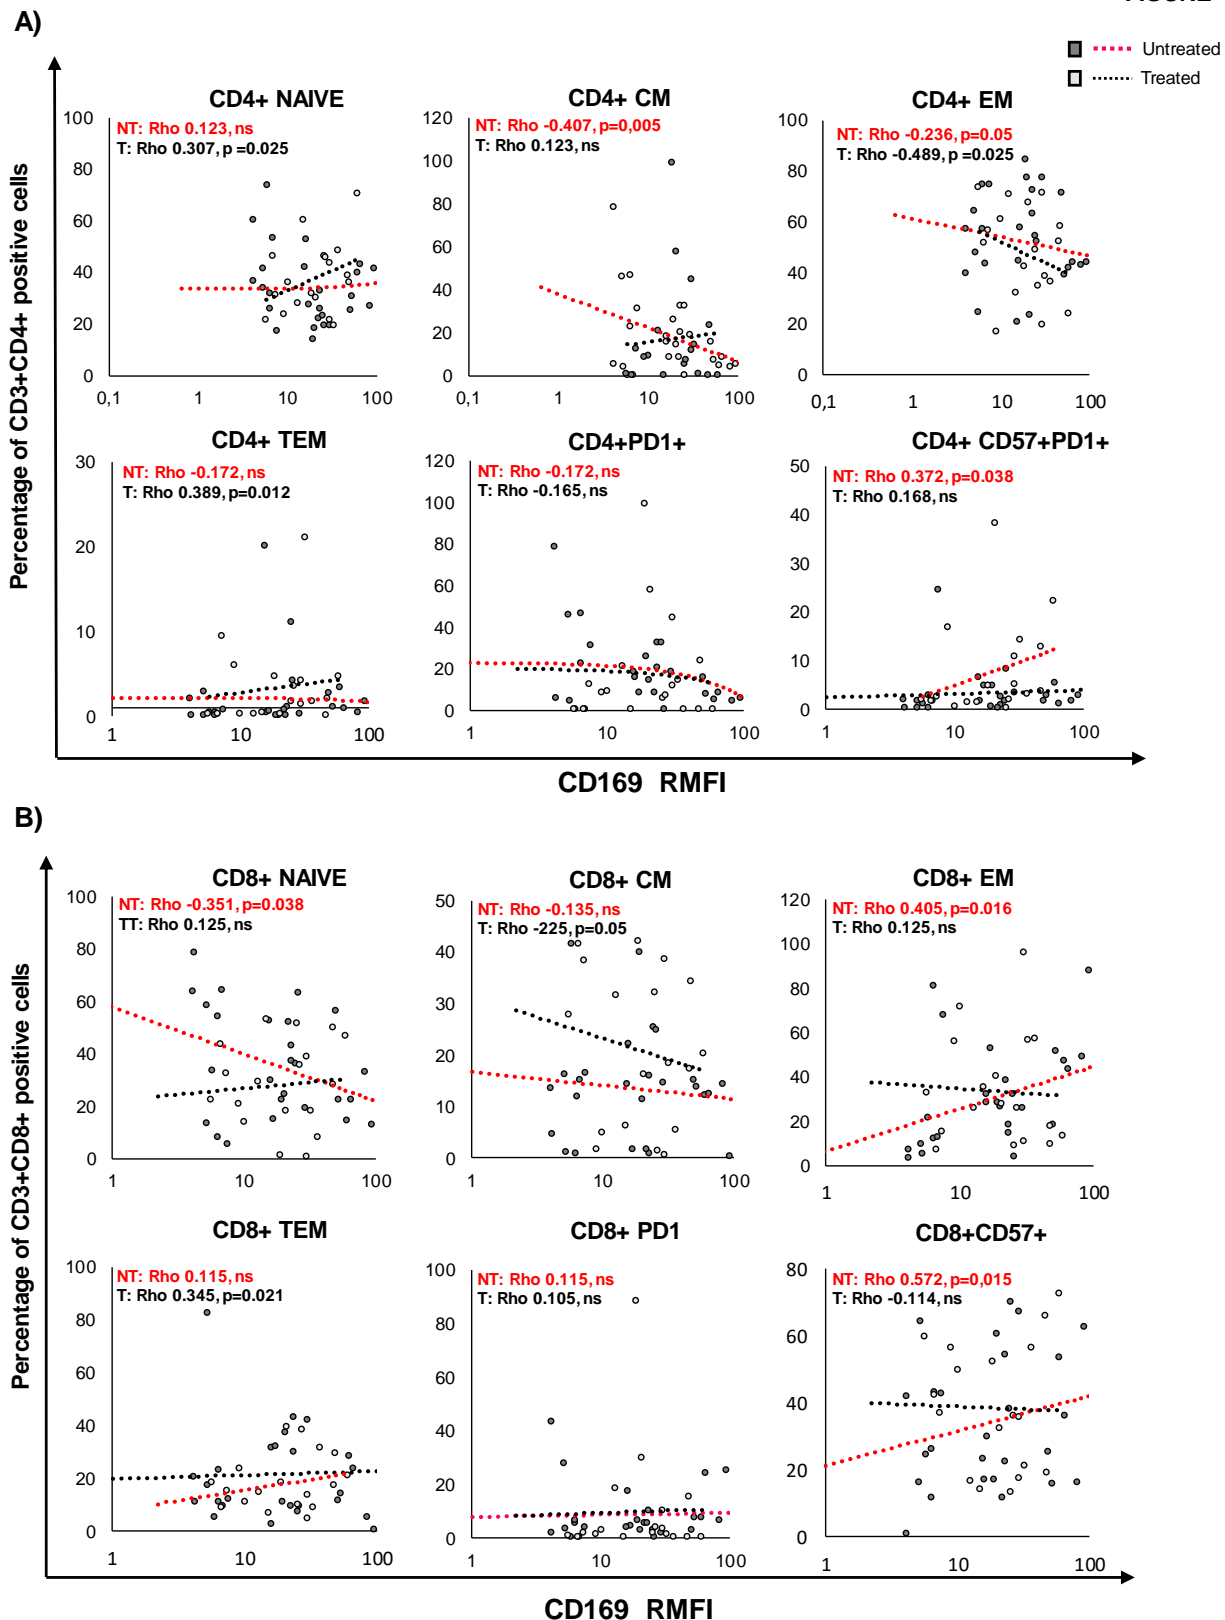 A)
Untreated
Treated
Percentage of CD3+CD4+ positive cells
CD4+ NAIVE
NT: Rho 0.123, ns
T: Rho 0.307, p =0.025
100
80
60
40
20
0
0,1
1
10
100
CD4+ CM
NT: Rho -0.407, p=0,005
T: Rho 0.123, ns
120
100
80
60
40
20
0
0,1
1
10
100
CD4+ EM
NT: Rho -0.236, p=0.05
T: Rho -0.489, p =0.025
100
80
60
40
20
0
0,1
1
10
100
CD4+ TEM
NT: Rho -0.172, ns
T: Rho 0.389, p=0.012
30
20
10
0
1
10
100
CD4+PD1+
NT: Rho -0.172, ns
T: Rho -0.165, ns
120
100
80
60
40
20
0
1
10
100
CD4+ CD57+PD1+
NT: Rho 0.372, p=0.038
T: Rho 0.168, ns
50
40
30
20
10
0
1
10
100
CD169 RMFI
B)
Percentage of CD3+CD8+ positive cells
CD8+ NAIVE
NT: Rho -0.351, p=0.038
TT: Rho 0.125, ns
100
80
60
40
20
0
1
10
100
CD8+ CM
NT: Rho -0.135, ns
T: Rho -225, p=0.05
50
40
30
20
10
0
1
10
100
CD8+ EM
NT: Rho 0.405, p=0.016
T: Rho 0.125, ns
120
100
80
60
40
20
0
1
10
100
CD8+ TEM
NT: Rho 0.115, ns
T: Rho 0.345, p=0.021
100
80
60
40
20
0
1
10
100
CD8+ PD1
NT: Rho 0.115, ns
T: Rho 0.105, ns
100
80
60
40
20
0
1
10
100
CD8+CD57+
NT: Rho 0.572, p=0,015
T: Rho -0.114, ns
80
60
40
20
0
1
10
100
CD169 RMFI